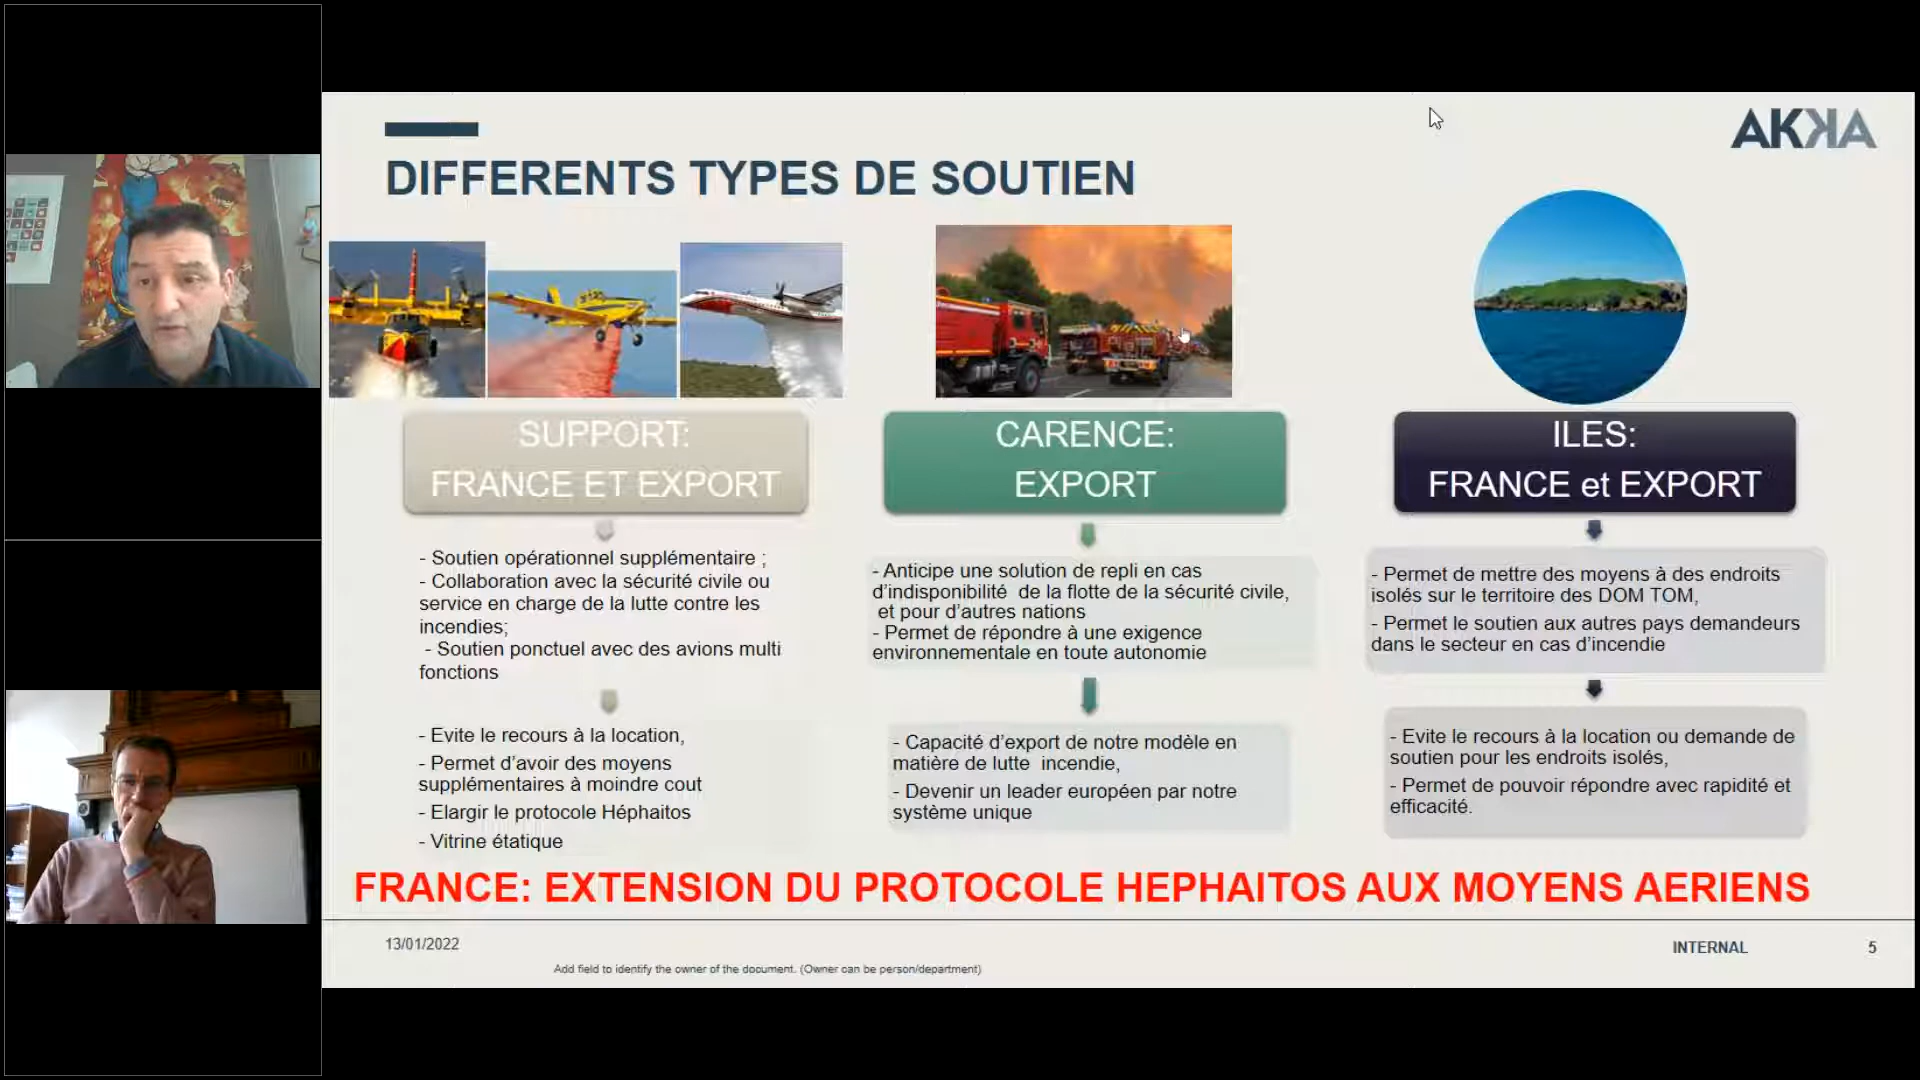 AKKA
DIFFERENTS TYPES DE SOUTIEN
SUPPORT:
FRANCE ET EXPORT
- Soutien opérationnel supplémentaire ;
- Collaboration avec la sécurité civile ou
service en charge de la lutte contre les
incendies;
- Soutien ponctuel avec des avions multi
fonctions
- Evite le recours à la location,
- Permet d'avoir des moyens
supplémentaires à moindre cout
- Elargir le protocole Héphaitos
- Vitrine étatique
CARENCE:
EXPORT
- Anticipe une solution de repli en cas
d'indisponibilité de la flotte de la sécurité civile,
et pour d'autres nations
- Permet de répondre à une exigence
environnementale en toute autonomie
- Capacité d'export de notre modèle en
matière de lutte incendie,
- Devenir un leader européen par notre
système unique
ILES:
FRANCE et EXPORT
- Permet de mettre des moyens à des endroits
isolés sur le territoire des DOM TOM,
- Permet le soutien aux autres pays demandeurs
dans le secteur en cas d'incendie
- Evite le recours à la location ou demande de
soutien pour les endroits isolés,
- Permet de pouvoir répondre avec rapidité et
efficacité.
FRANCE: EXTENSION DU PROTOCOLE HEPHAITOS AUX MOYENS AERIENS
13/01/2022
INTERNAL
5
Add field to identify the owner of the document. (Owner can be person/department)